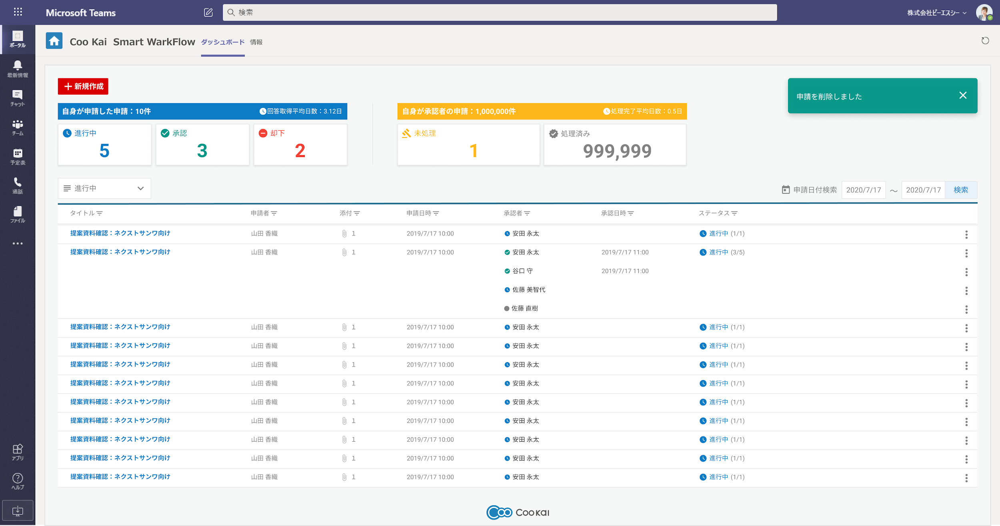 Microsoft Teams
検索
株式会社ピーエスシー
ポータル
最新情報
チャット
チーム
予定表
通話
ファイル
アプリ
ヘルプ
Coo Kai Smart WarkFlow ダッシュボード 情報
新規作成
申請を削除しました
自身が申請した申請：10件 回答取得平均日数：3.12日
自身が承認者の申請：1,000,000件 処理完了平均日数：0.5日
進行中
5
承認
3
却下
2
未処理
1
処理済み
999,999
進行中
申請日付検索 2020/7/17 ～ 2020/7/17 検索
タイトル 申請者 添付 申請日時 承認者 承認日時 ステータス
提案資料確認：ネクストサンワ向け 山田 香織 1 2019/7/17 10:00 安田 永太 進行中 (1/1)
提案資料確認：ネクストサンワ向け 山田 香織 1 2019/7/17 10:00 安田 永太 2019/7/17 11:00 進行中 (3/5)
谷口 守 2019/7/17 11:00
佐藤 美智代
佐藤 直樹
提案資料確認：ネクストサンワ向け 山田 香織 1 2019/7/17 10:00 安田 永太 進行中 (1/1)
提案資料確認：ネクストサンワ向け 山田 香織 1 2019/7/17 10:00 安田 永太 進行中 (1/1)
提案資料確認：ネクストサンワ向け 山田 香織 1 2019/7/17 10:00 安田 永太 進行中 (1/1)
提案資料確認：ネクストサンワ向け 山田 香織 1 2019/7/17 10:00 安田 永太 進行中 (1/1)
提案資料確認：ネクストサンワ向け 山田 香織 1 2019/7/17 10:00 安田 永太 進行中 (1/1)
提案資料確認：ネクストサンワ向け 山田 香織 1 2019/7/17 10:00 安田 永太 進行中 (1/1)
提案資料確認：ネクストサンワ向け 山田 香織 1 2019/7/17 10:00 安田 永太 進行中 (1/1)
提案資料確認：ネクストサンワ向け 山田 香織 1 2019/7/17 10:00 安田 永太 進行中 (1/1)
提案資料確認：ネクストサンワ向け 山田 香織 1 2019/7/17 10:00 安田 永太 進行中 (1/1)
Coo Kai